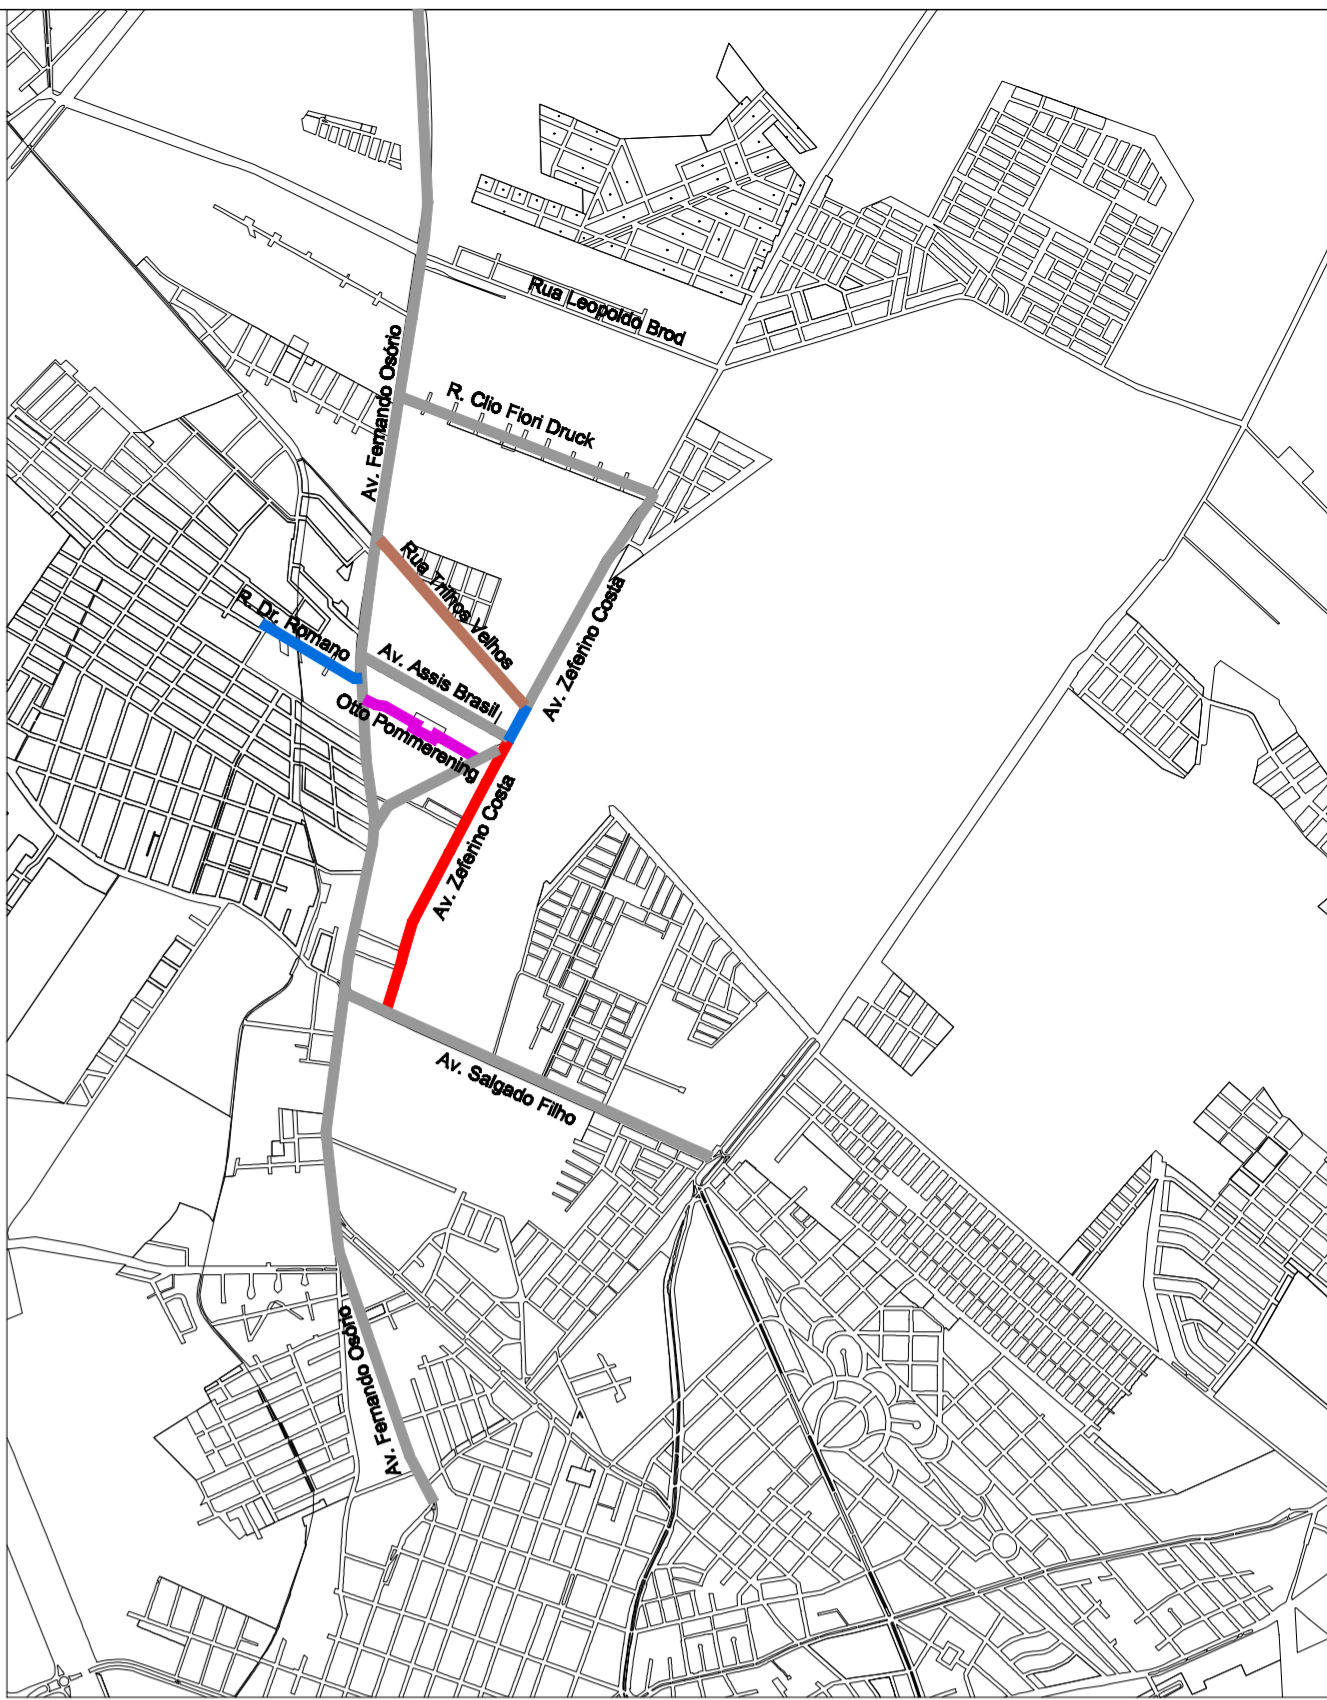 Rua Leopoldo Brod
Av. Fernando Osório
R. Clio Fiori Druck
Rua Trilhos Velhos
R. Dr. Romano
Av. Zeferino Costa
Av. Assis Brasil
Otto Pommerening
Av. Zeferino Costa
Av. Salgado Filho
Av. Fernando Osório